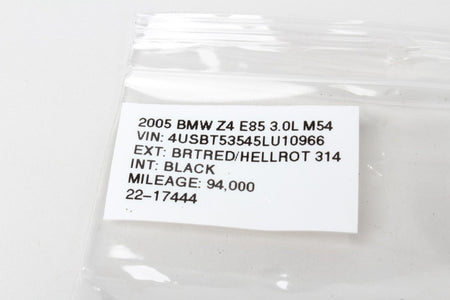 2005 BMW Z4 E85 3.0L M54
VIN: 4USBT53545LU10966
EXT: BRTRED/HELLROT 314
INT: BLACK
MILEAGE: 94,000
22-17444